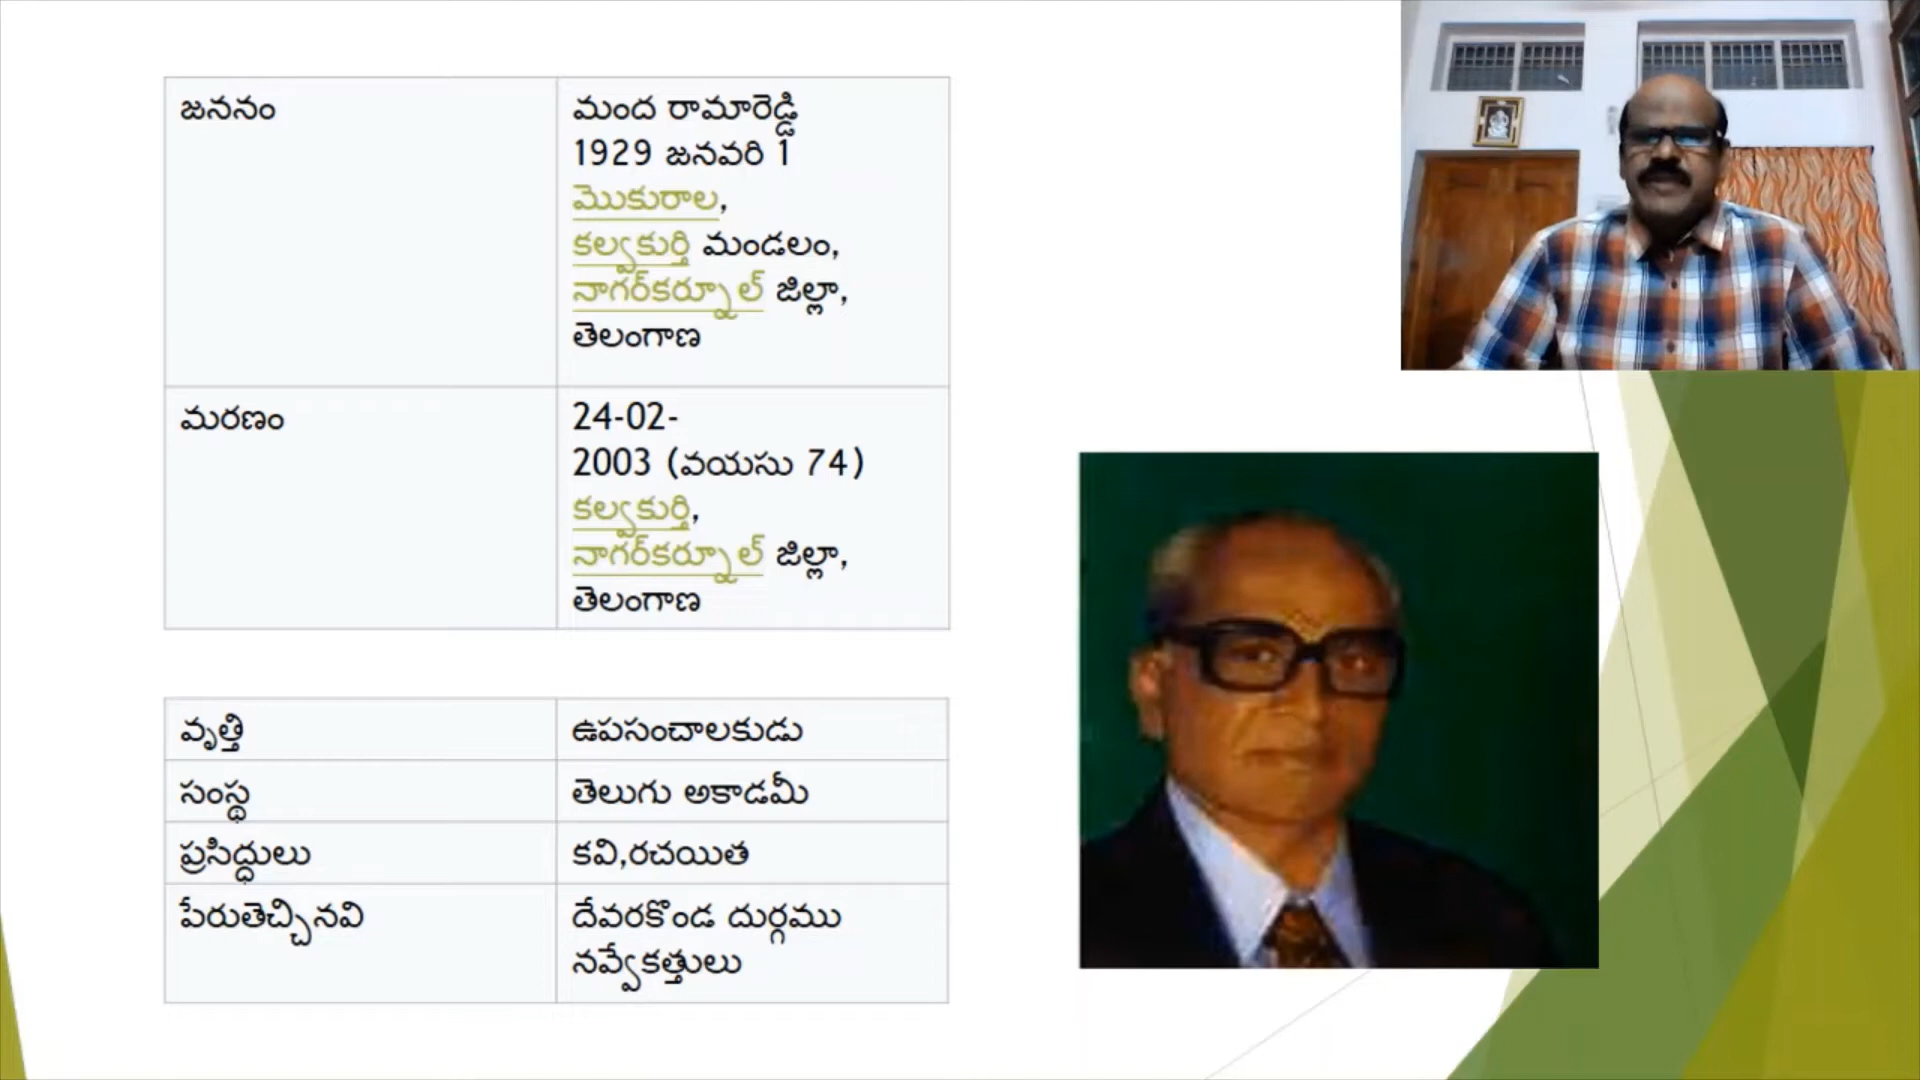 జననం
మంద రామారెడ్డి
1929 జనవరి 1
మొకురాల,
కల్వకుర్తి మండలం,
నాగర్‌కర్నూల్ జిల్లా,
తెలంగాణ
మరణం
24-02-
2003 (వయసు 74)
కల్వకుర్తి,
నాగర్‌కర్నూల్ జిల్లా,
తెలంగాణ
వృత్తి
ఉపసంచాలకుడు
సంస్థ
తెలుగు అకాడమీ
ప్రసిద్ధులు
కవి,రచయిత
పేరుతెచ్చినవి
దేవరకొండ దుర్గము
నవ్వేకత్తులు